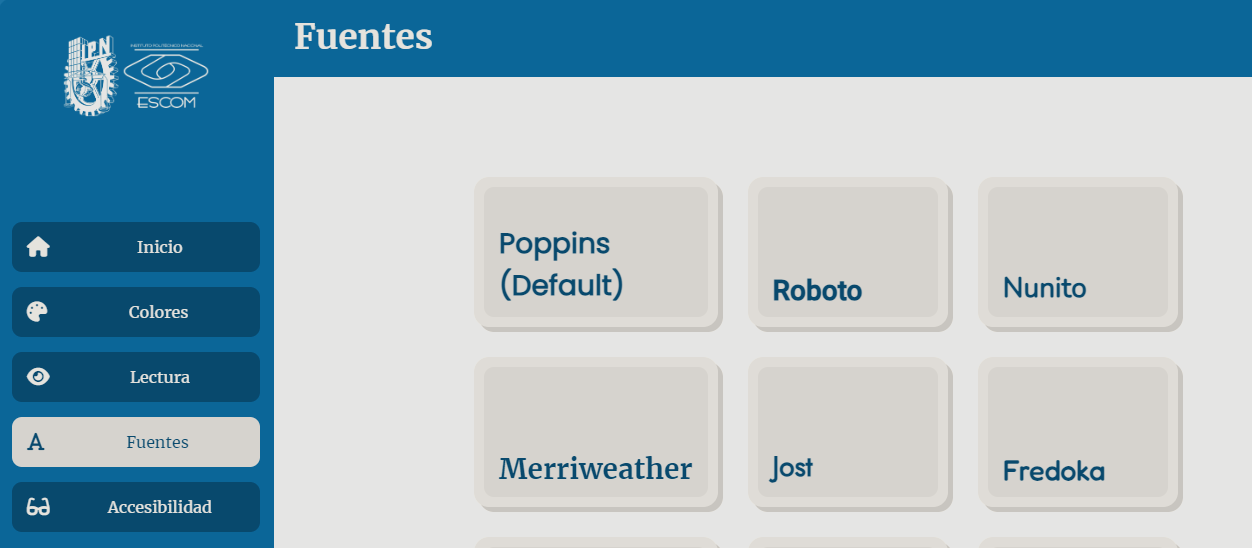 IPN
INSTITUTO POLITÉCNICO NACIONAL
ESCOM
Fuentes
Inicio
Colores
Lectura
Fuentes
Accesibilidad
Poppins
(Default)
Roboto
Nunito
Merriweather
Jost
Fredoka